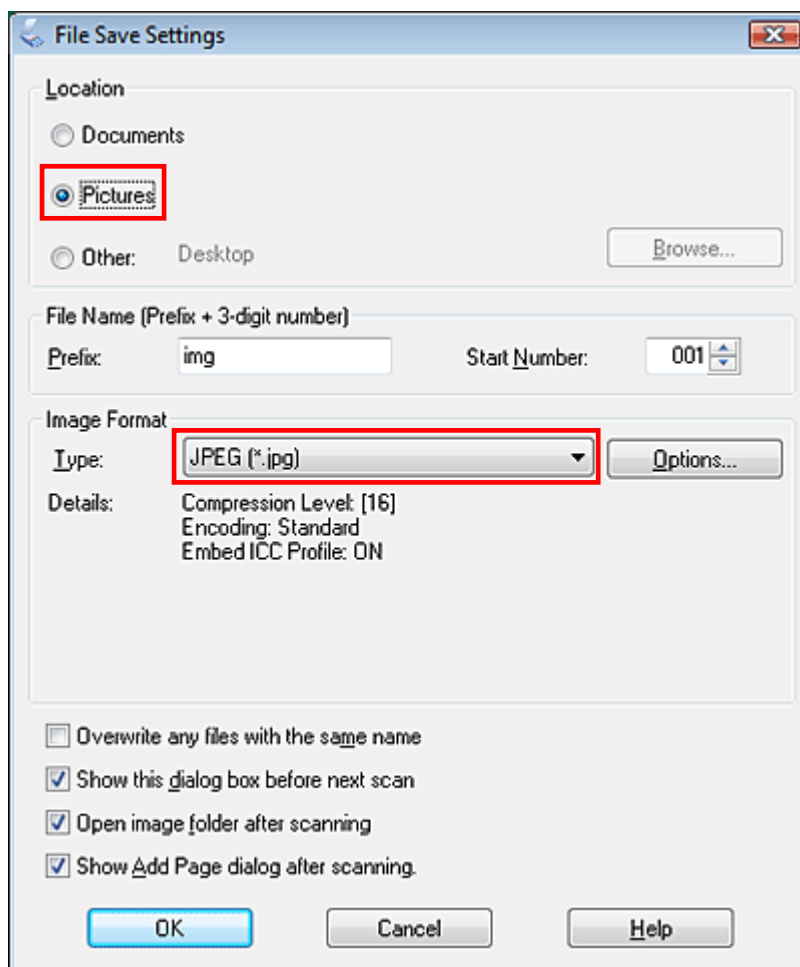 File Save Settings
Location
Documents
Pictures
Other: Desktop Browse...
File Name (Prefix + 3-digit number)
Prefix: img Start Number: 001
Image Format
Type: JPEG (*.jpg) Options...
Details: Compression Level: [16]
Encoding: Standard
Embed ICC Profile: ON
Overwrite any files with the same name
Show this dialog box before next scan
Open image folder after scanning
Show Add Page dialog after scanning.
OK Cancel Help